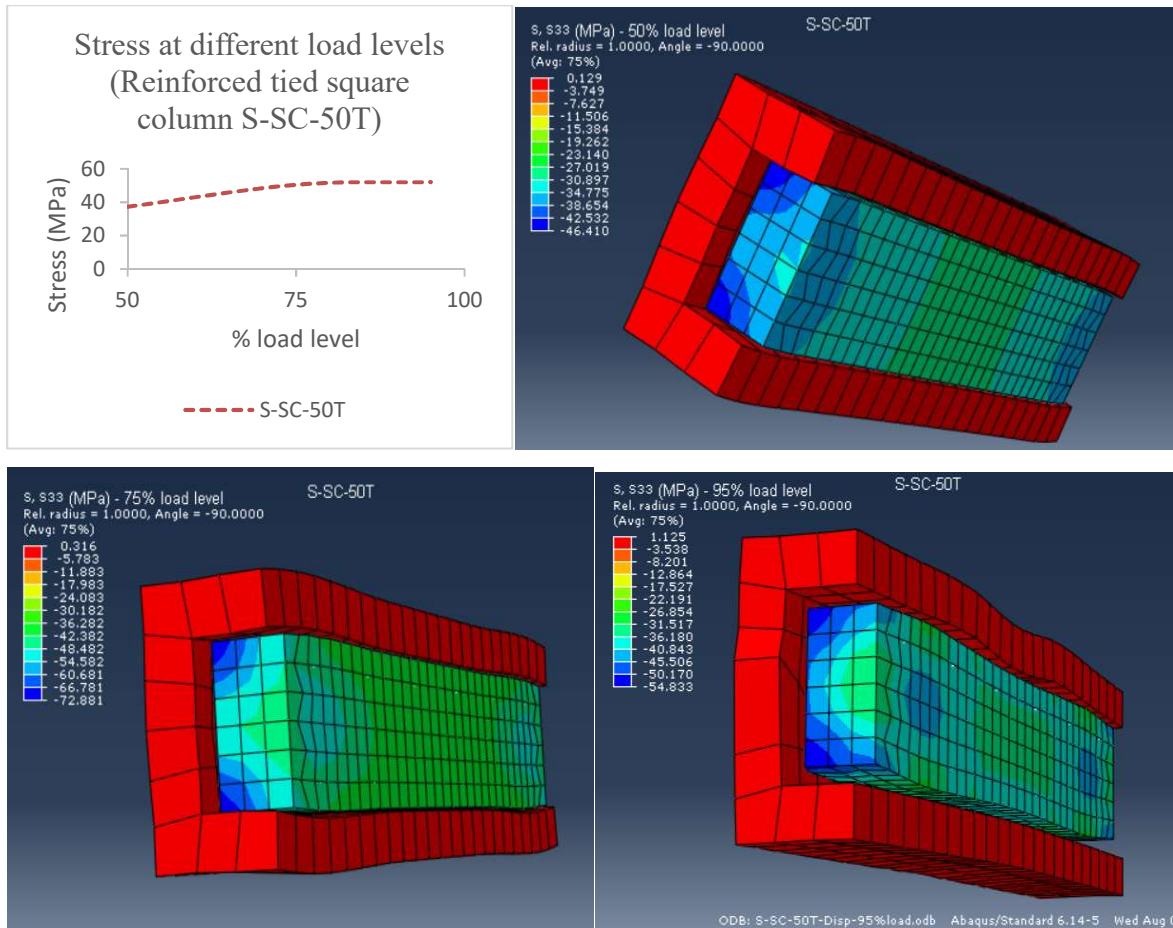 Stress at different load levels
(Reinforced tied square
column S-SC-50T)
60
40
20
0
Stress (MPa)
50 75 100
% load level
S-SC-50T
S, S33 (MPa) - 50% load level
S-SC-50T
Rel. radius = 1.0000, Angle = -90.0000
(Avg: 75%)
0.129
-3.749
-7.627
-11.506
-15.384
-19.262
-23.140
-27.019
-30.897
-34.775
-38.654
-42.532
-46.410
S, S33 (MPa) - 75% load level
S-SC-50T
Rel. radius = 1.0000, Angle = -90.0000
(Avg: 75%)
0.316
-5.783
-11.883
-17.983
-24.083
-30.182
-36.282
-42.382
-48.482
-54.582
-60.681
-66.781
-72.881
S, S33 (MPa) - 95% load level
S-SC-50T
Rel. radius = 1.0000, Angle = -90.0000
(Avg: 75%)
1.125
-3.538
-8.201
-12.864
-17.527
-22.191
-26.854
-31.517
-36.180
-40.843
-45.506
-50.170
-54.833
ODB: S-SC-50T-Disp-95%load.odb Abaqus/Standard 6.14-5 Wed Aug